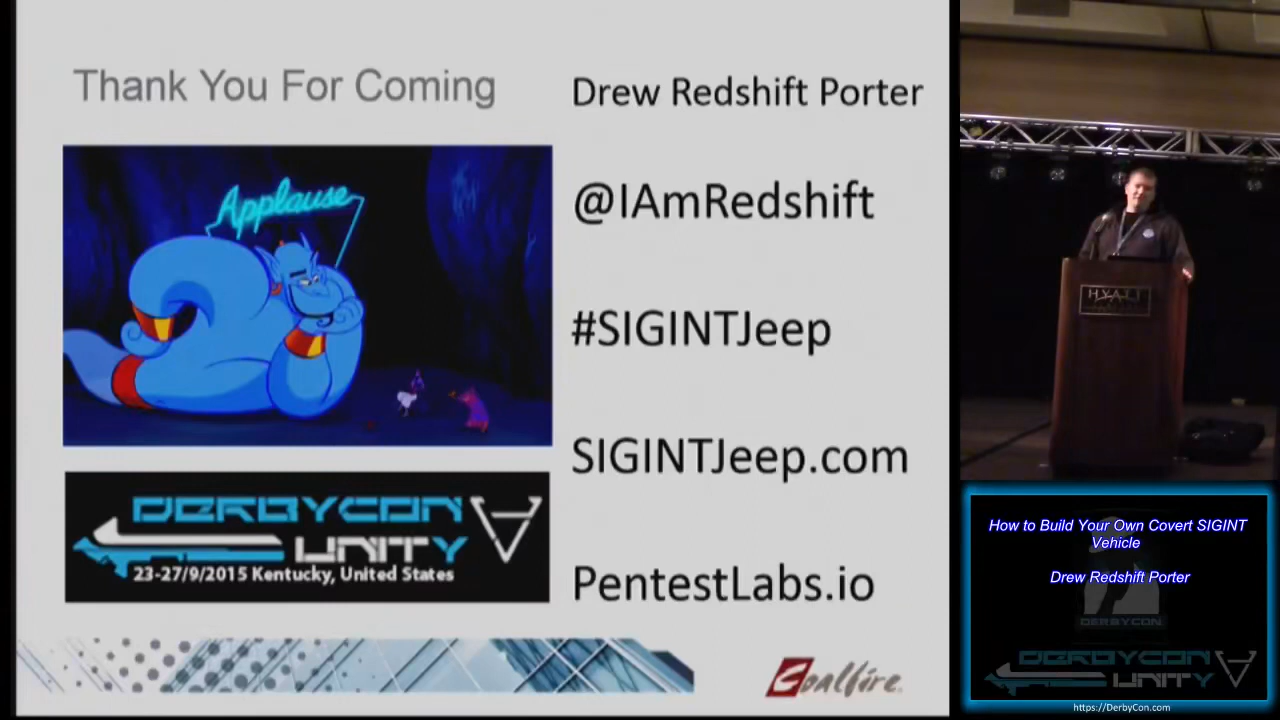 Thank You For Coming
Applause
DERBYCON
UNITY
23-27/9/2015 Kentucky, United States
Drew Redshift Porter
@IAmRedshift
#SIGINTJeep
SIGINTJeep.com
PentestLabs.io
Coalfire
HYATT
How to Build Your Own Covert SIGINT
Vehicle
Drew Redshift Porter
DERBYCON
DERBYCON
UNITY
https://DerbyCon.com